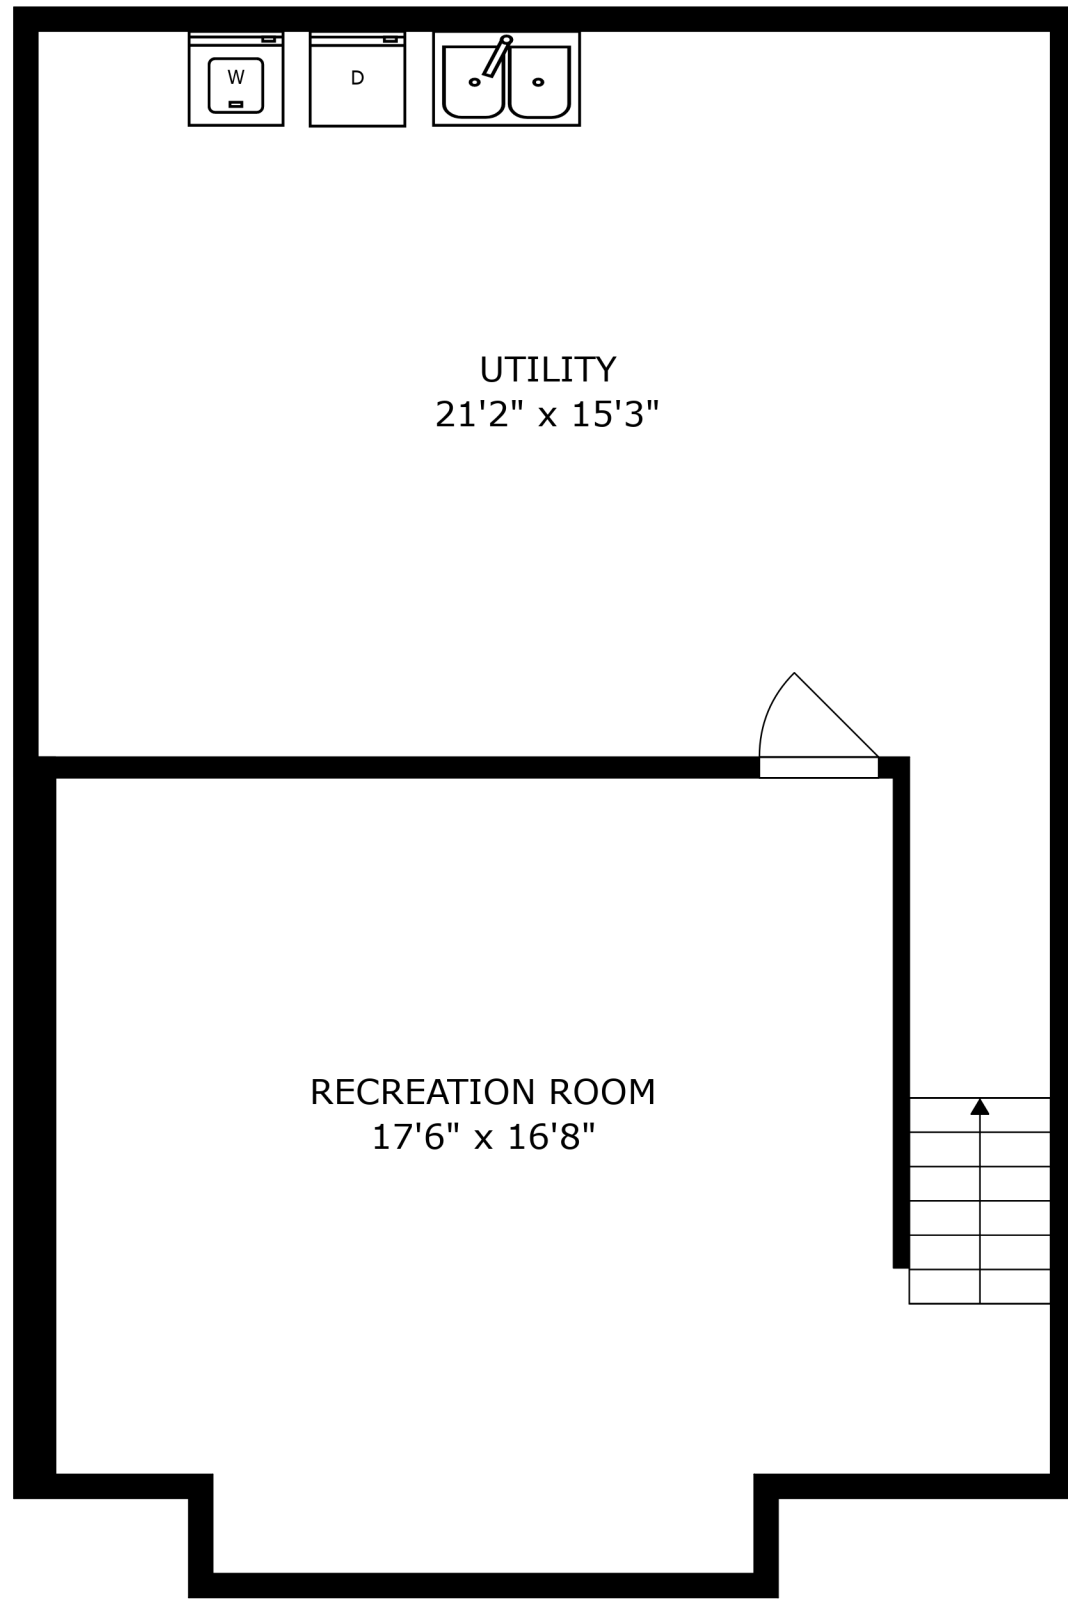 W
D
UTILITY
21'2" x 15'3"
RECREATION ROOM
17'6" x 16'8"